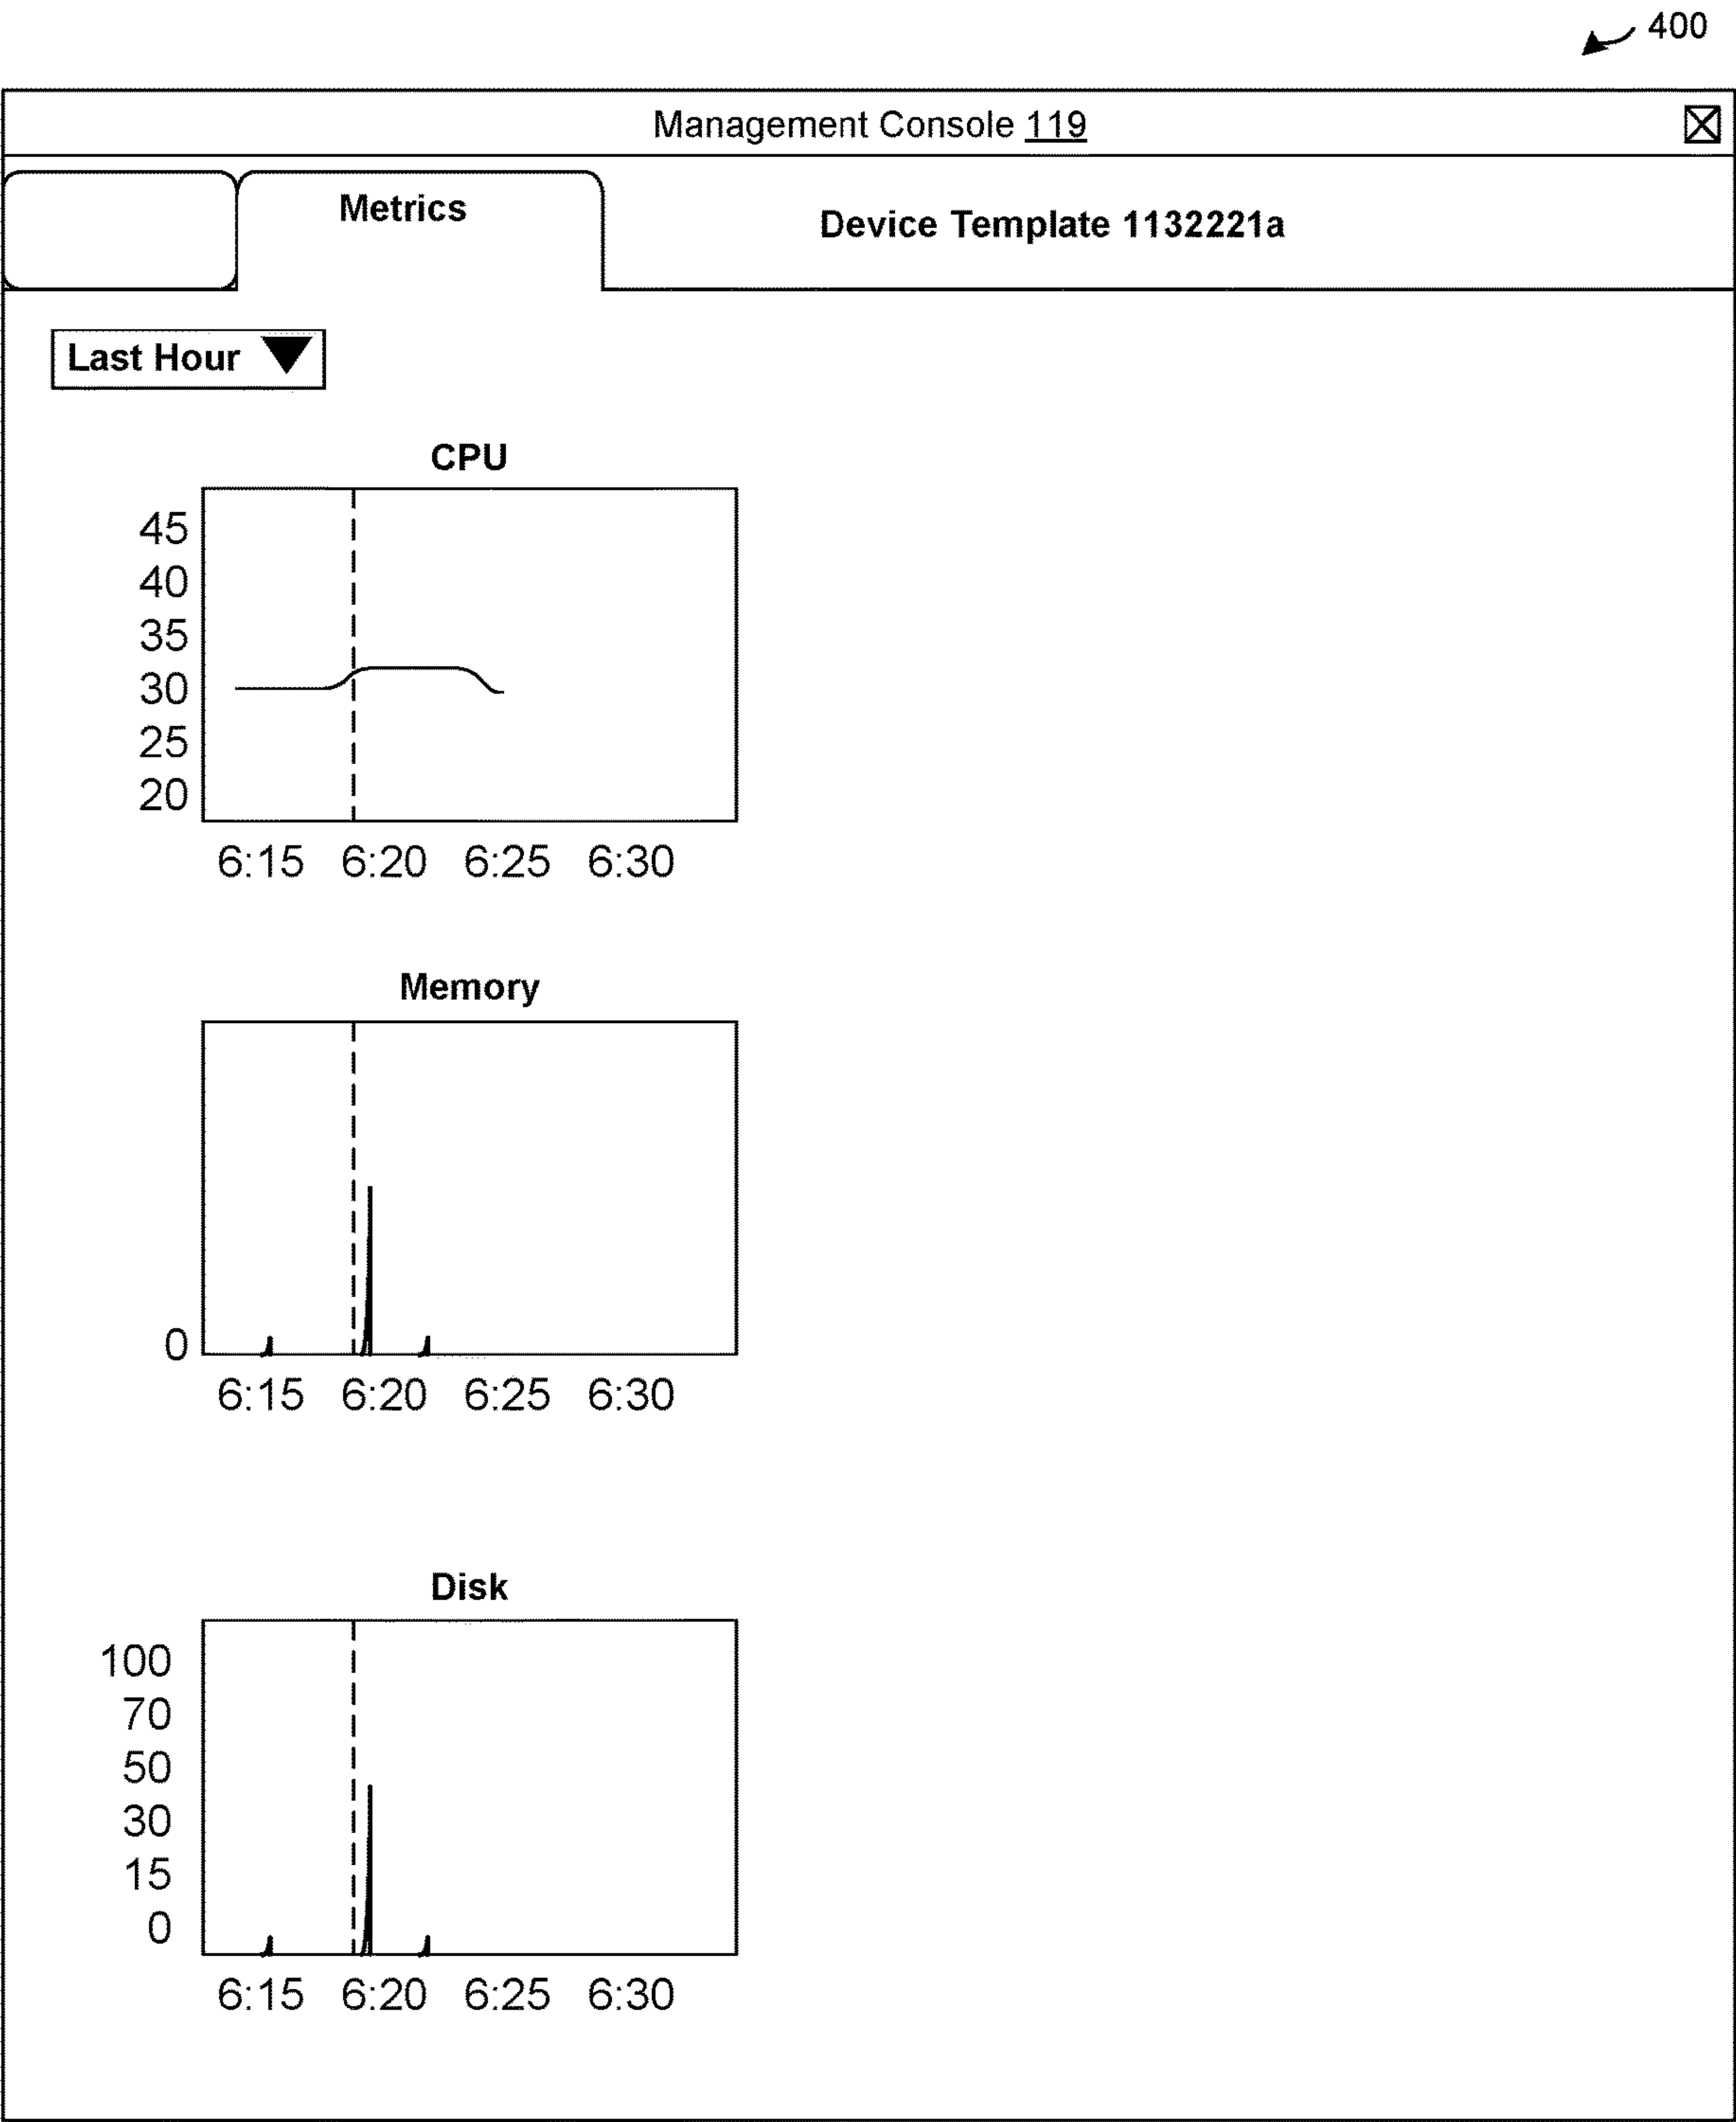 400
Management Console 119
Metrics
Device Template 1132221a
Last Hour
CPU
45
40
35
30
25
20
6:15 6:20 6:25 6:30
Memory
0
6:15 6:20 6:25 6:30
Disk
100
70
50
30
15
0
6:15 6:20 6:25 6:30